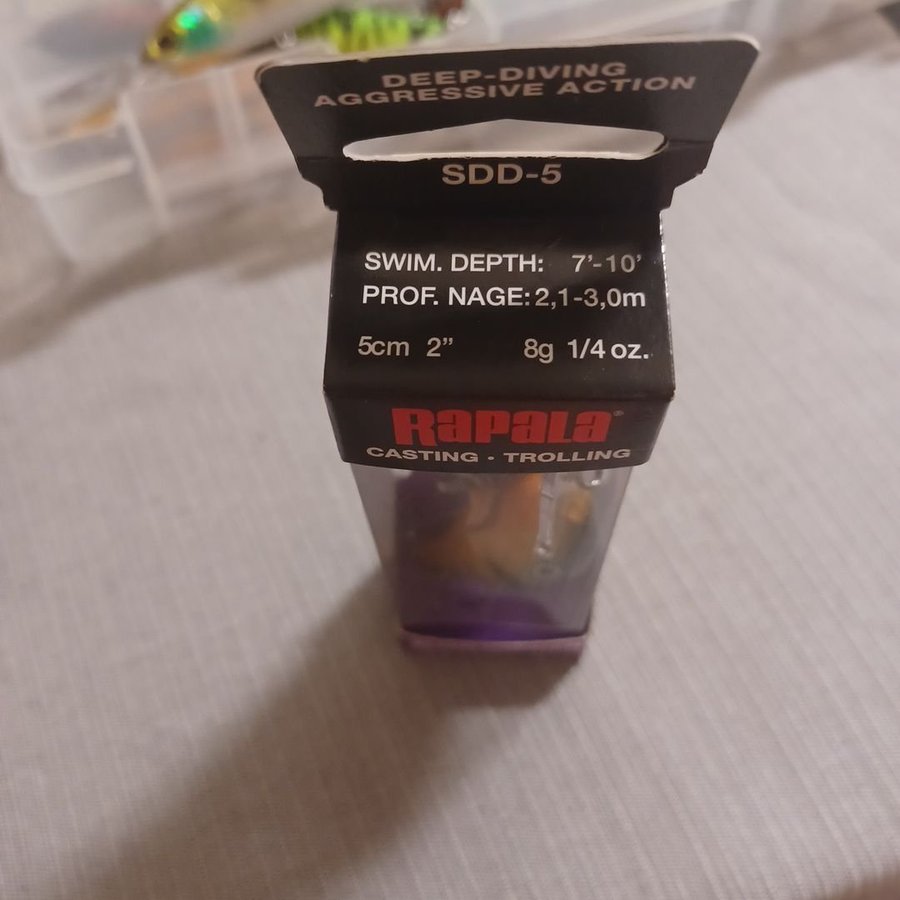 DEEP-DIVING
AGGRESSIVE ACTION
SDD-5
SWIM. DEPTH: 7'-10'
PROF. NAGE: 2,1-3,0m
5cm 2" 8g 1/4 oz.
RAPALA®
CASTING • TROLLING